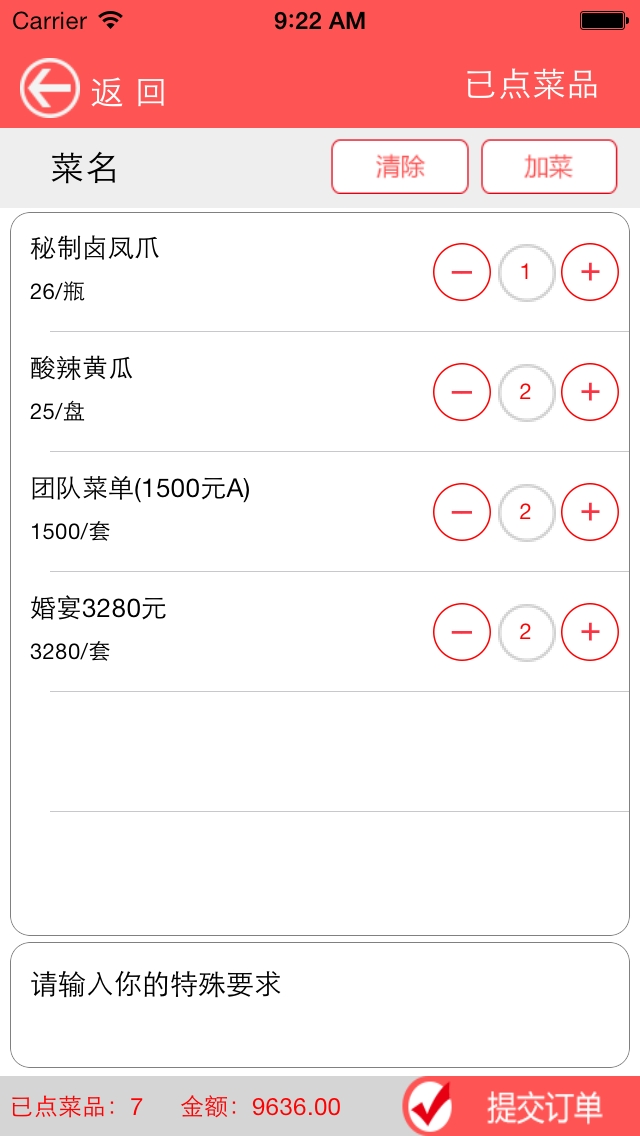 Carrier 9:22 AM
返 回 已点菜品
菜名 清除 加菜
秘制卤凤爪
26/瓶
− 1 +
酸辣黄瓜
25/盘
− 2 +
团队菜单(1500元A)
1500/套
− 2 +
婚宴3280元
3280/套
− 2 +
请输入你的特殊要求
已点菜品：7 金额：9636.00 提交订单